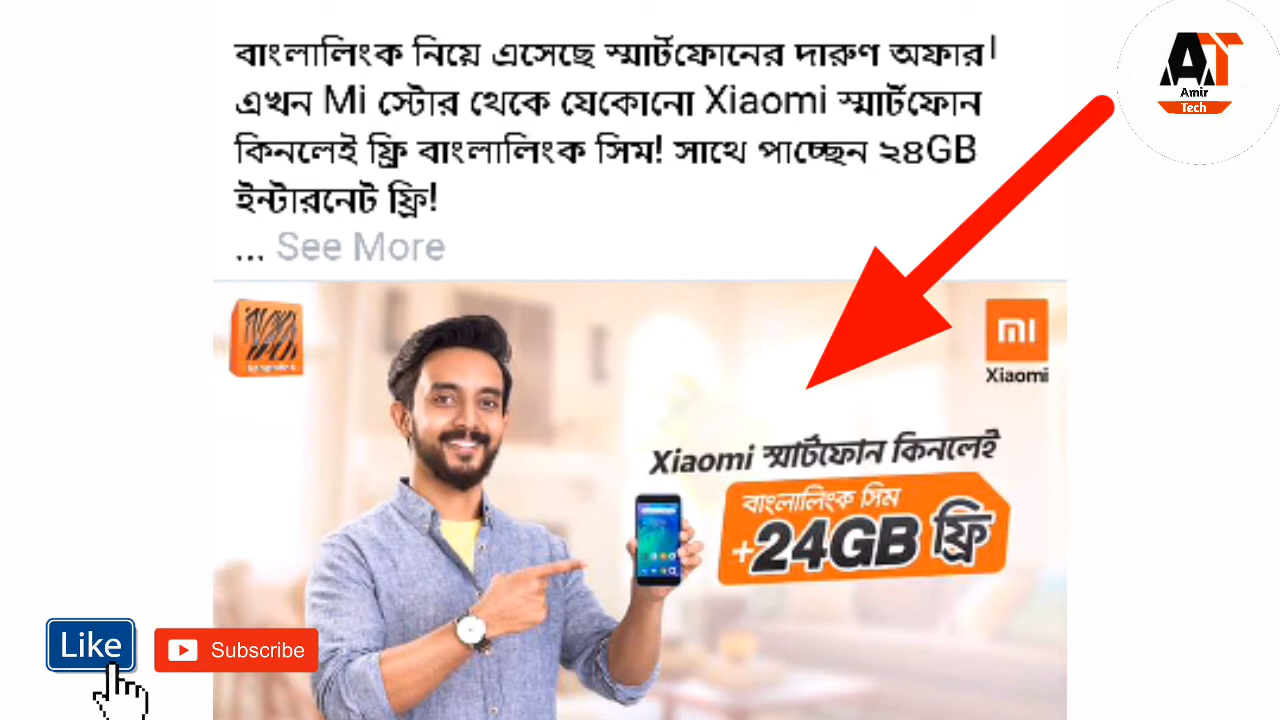 বাংলালিংক নিয়ে এসেছে স্মার্টফোনের দারুণ অফার।
এখন Mi স্টোর থেকে যেকোনো Xiaomi স্মার্টফোন
কিনলেই ফ্রি বাংলালিংক সিম! সাথে পাচ্ছেন ২৪GB
ইন্টারনেট ফ্রি!
... See More
AT
Amir
Tech
mi
Xiaomi
Xiaomi স্মার্টফোন কিনলেই
বাংলালিংক সিম
+24GB ফ্রি
Like
Subscribe